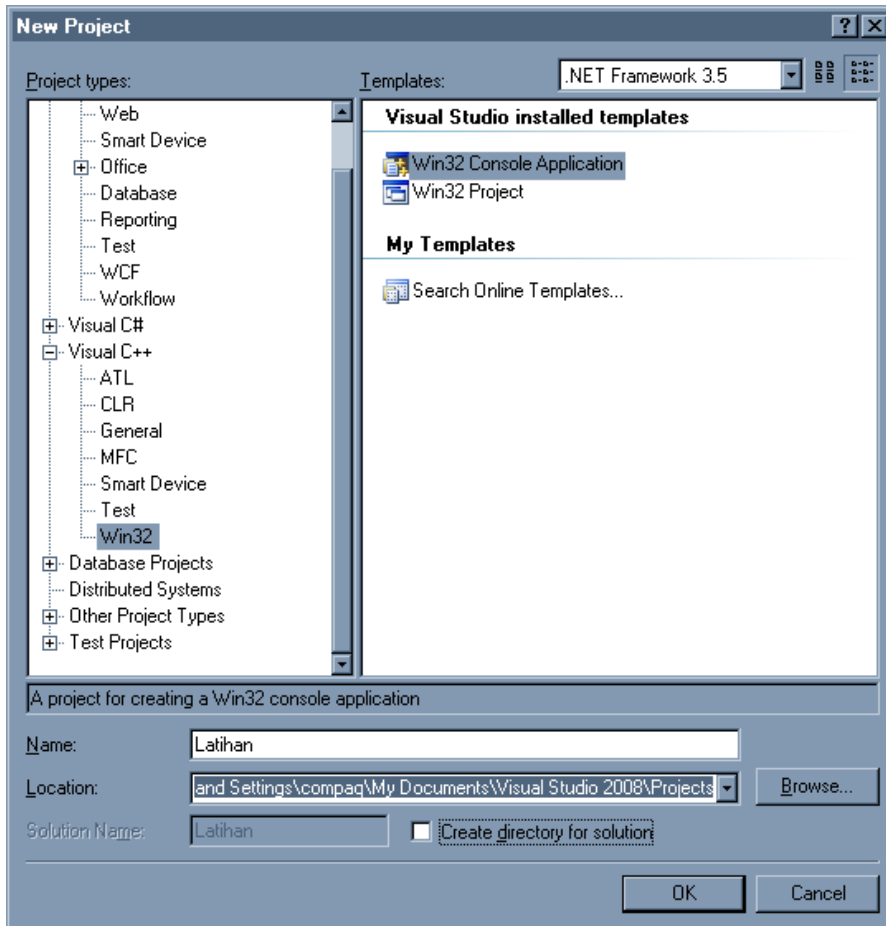 New Project
Project types:
Templates:
.NET Framework 3.5
Web
Smart Device
Office
Database
Reporting
Test
WCF
Workflow
Visual C#
Visual C++
ATL
CLR
General
MFC
Smart Device
Test
Win32
Database Projects
Distributed Systems
Other Project Types
Test Projects
Visual Studio installed templates
Win32 Console Application
Win32 Project
My Templates
Search Online Templates...
A project for creating a Win32 console application
Name:
Latihan
Location:
and Settings\compaq\My Documents\Visual Studio 2008\Projects
Browse...
Solution Name:
Latihan
Create directory for solution
OK
Cancel